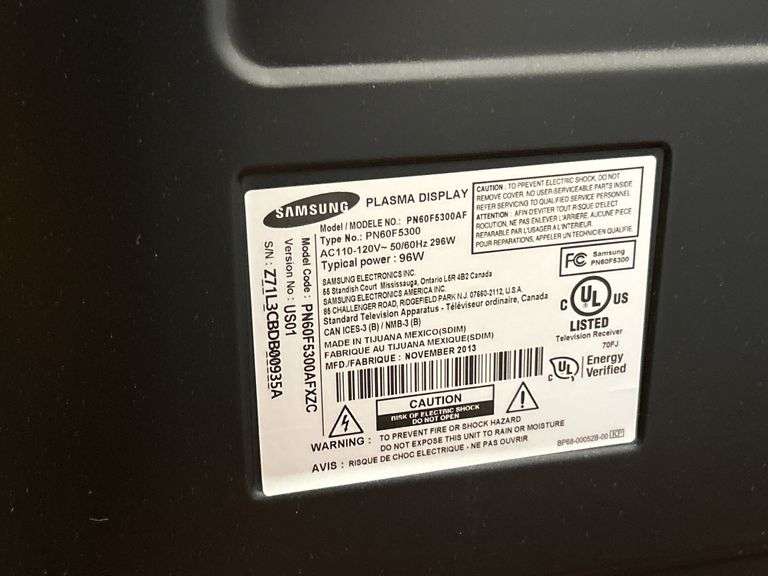 SAMSUNG
PLASMA DISPLAY
Model / MODELE NO.: PN60F5300AF
Type No.: PN60F5300
AC110-120V~ 50/60Hz 296W
Typical power : 96W
SAMSUNG ELECTRONICS INC.
55 Standish Court Mississauga, Ontario L5R 4B2 Canada
SAMSUNG ELECTRONICS AMERICA INC.
85 CHALLENGER ROAD, RIDGEFIELD PARK N.J. 07660-2112, U.S.A.
Standard Television Apparatus - Téléviseur ordinaire, Canada
CAN ICES-3 (B) / NMB-3 (B)
MADE IN TIJUANA MEXICO(SDIM)
FABRIQUE AU TIJUANA MEXIQUE(SDIM)
MFD./FABRIQUE : NOVEMBER 2013
CAUTION : TO PREVENT ELECTRIC SHOCK, DO NOT
REMOVE COVER. NO USER-SERVICEABLE PARTS INSIDE
REFER SERVICING TO QUALIFIED SERVICE PERSONNEL
ATTENTION : AFIN D'EVITER TOUT RISQUE D'ELECT
ROCUTION, NE PAS ENLEVER L'ARRIÈRE, AUCUNE PIECE
REPARABLE PAR L'USAGER A L'INTERIEUR.
CONFIER L'ENTRETIEN AU PERSONNEL QUALIFIE
FC Samsung
PN60F5300
C UL US
LISTED
Television Receiver
70FJ
C UL Energy
Verified
CAUTION
RISK OF ELECTRIC SHOCK
DO NOT OPEN
WARNING : TO PREVENT FIRE OR SHOCK HAZARD
DO NOT EXPOSE THIS UNIT TO RAIN OR MOISTURE
AVIS : RISQUE DE CHOC ELECTRIQUE - NE PAS OUVRIR
BP68-00052B-00 KP
Model Code : PN60F5300AFXZC
Version No : US01
S/N : Z71L3CBDB00935A